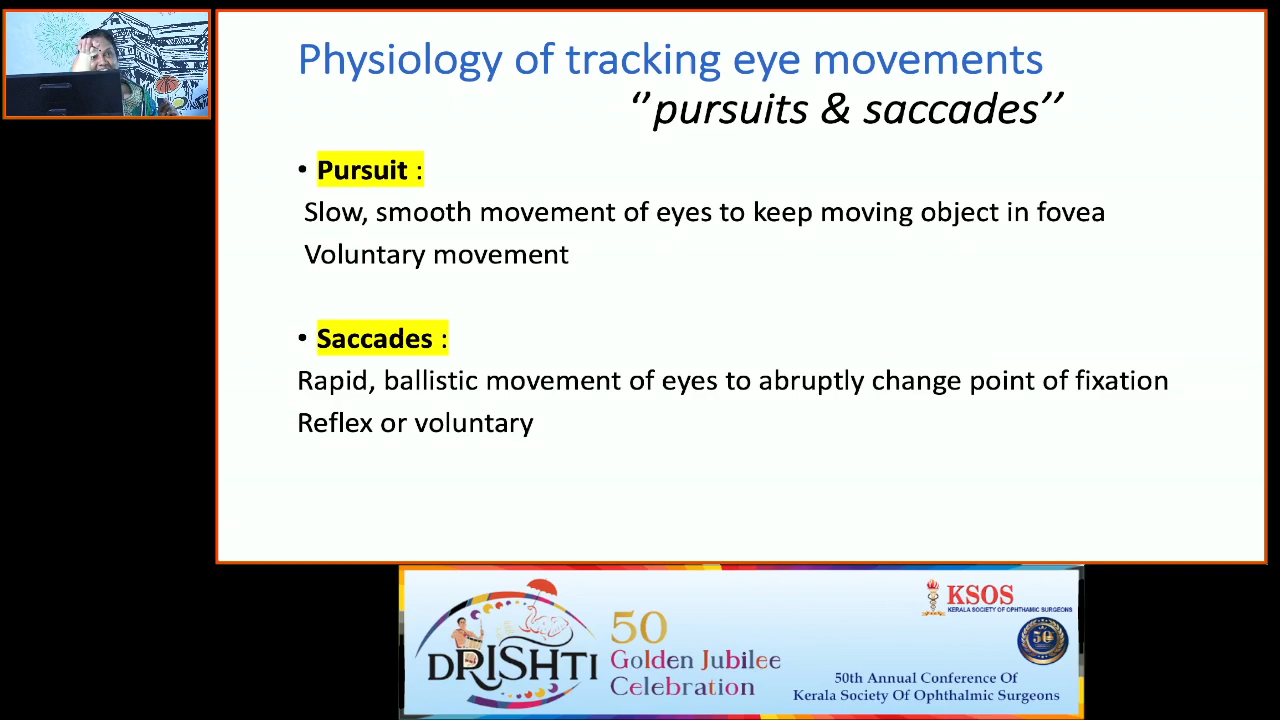 Physiology of tracking eye movements
‘’pursuits & saccades’’
• Pursuit :
Slow, smooth movement of eyes to keep moving object in fovea
Voluntary movement
• Saccades :
Rapid, ballistic movement of eyes to abruptly change point of fixation
Reflex or voluntary
DRISHTI
50
Golden Jubilee
Celebration
KSOS
KERALA SOCIETY OF OPHTHAMIC SURGEONS
50
50th Annual Conference Of
Kerala Society Of Ophthalmic Surgeons